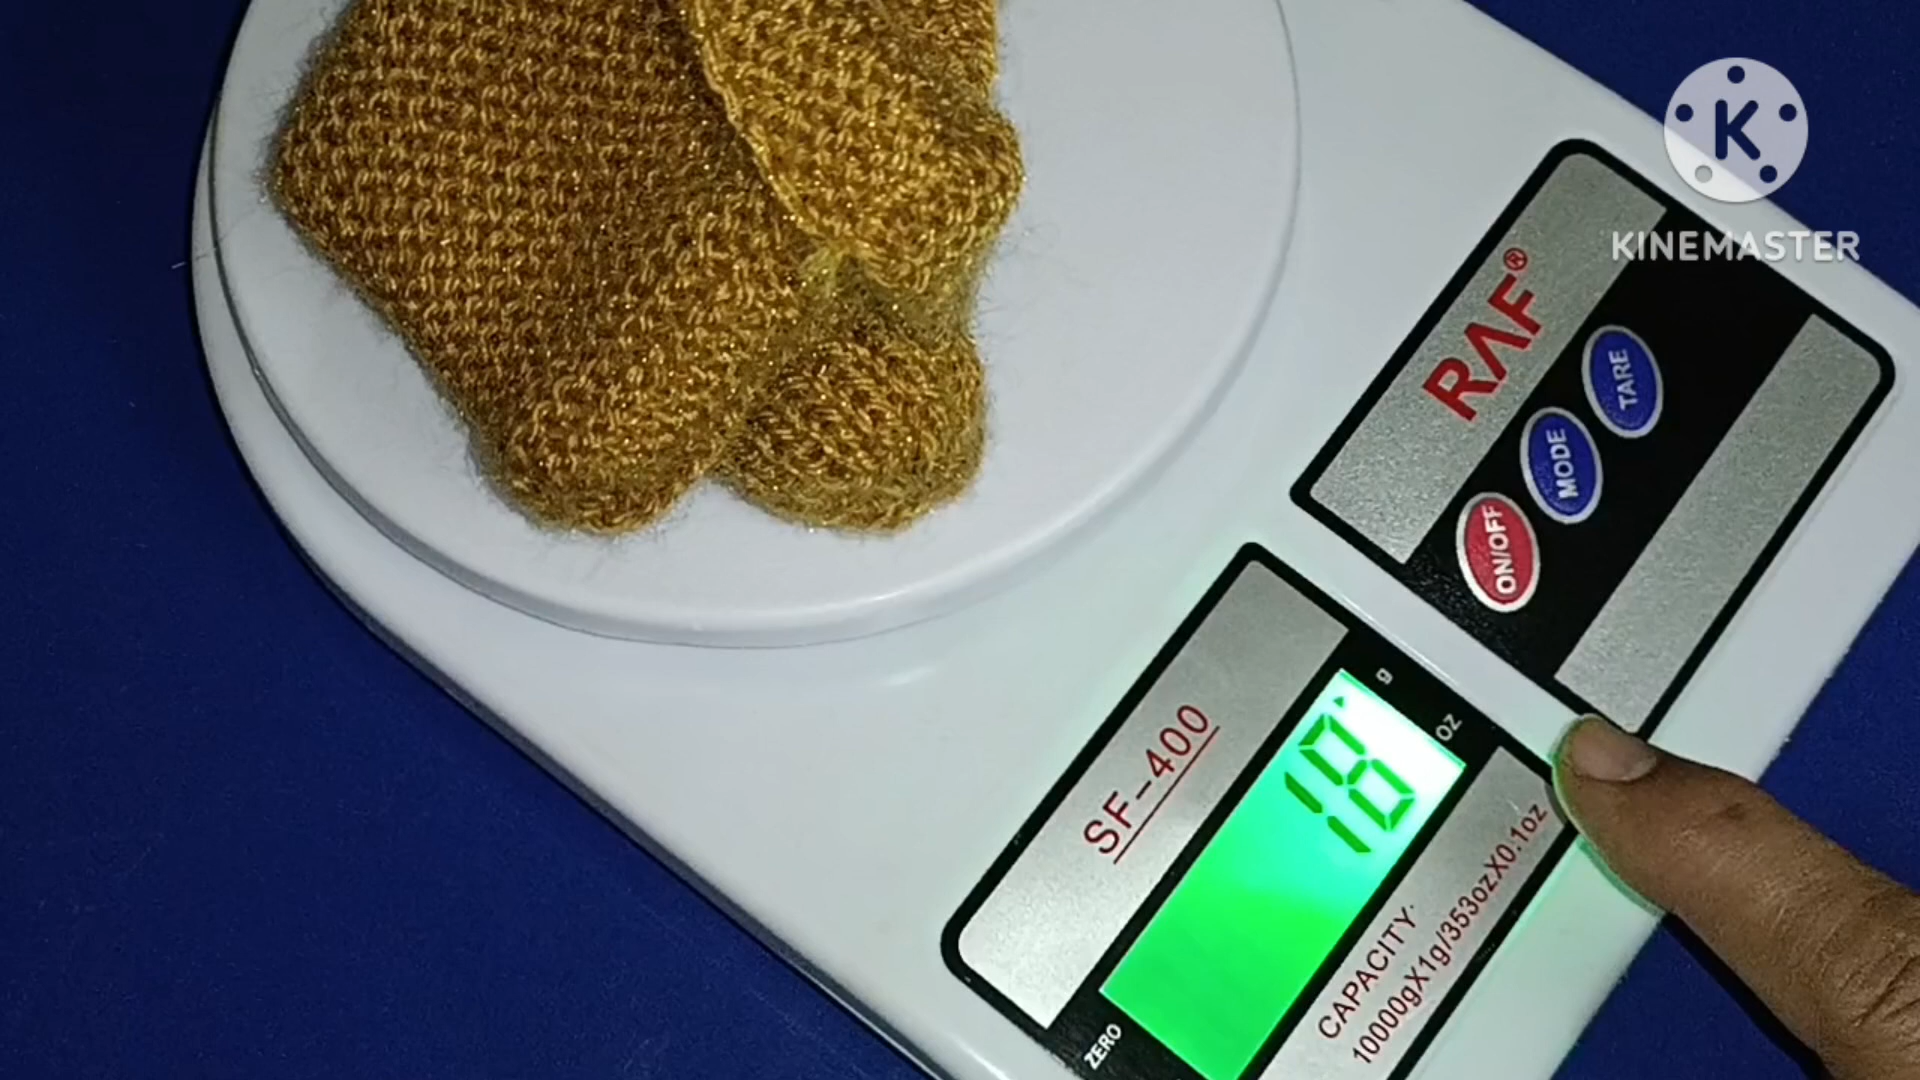 KINEMASTER
K
RAF®
TARE
MODE
ON/OFF
g
oz
SF-400
18
CAPACITY:
10000gX1g/353ozX0.1oz
ZERO